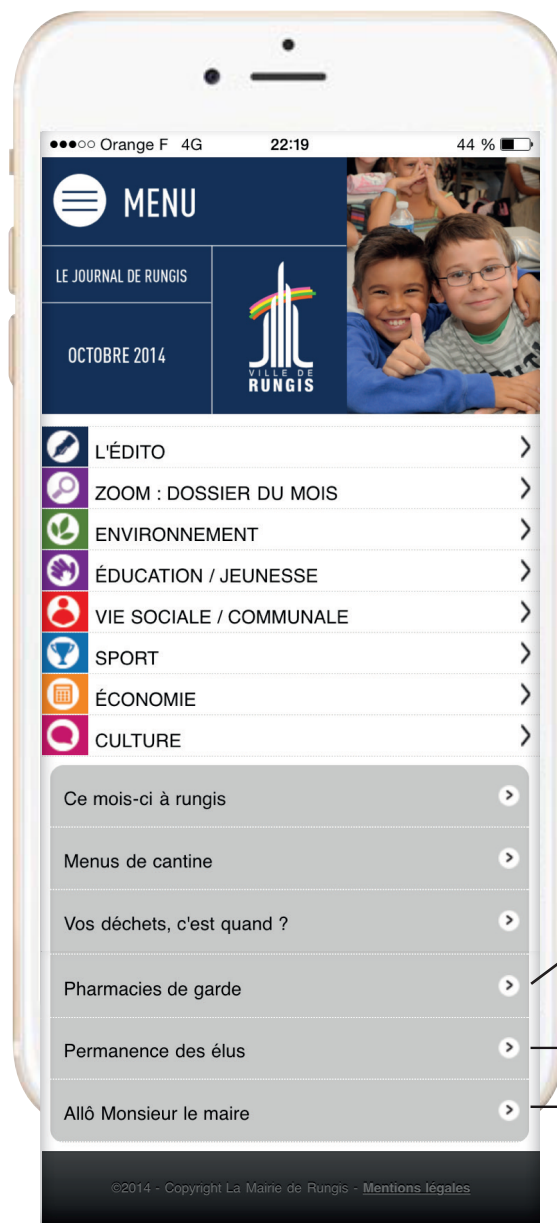 ●●●○○ Orange F 4G 22:19 44 %
MENU
LE JOURNAL DE RUNGIS
OCTOBRE 2014
VILLE DE
RUNGIS
L'ÉDITO
ZOOM : DOSSIER DU MOIS
ENVIRONNEMENT
ÉDUCATION / JEUNESSE
VIE SOCIALE / COMMUNALE
SPORT
ÉCONOMIE
CULTURE
Ce mois-ci à rungis
Menus de cantine
Vos déchets, c'est quand ?
Pharmacies de garde
Permanence des élus
Allô Monsieur le maire
©2014 - Copyright La Mairie de Rungis - Mentions légales